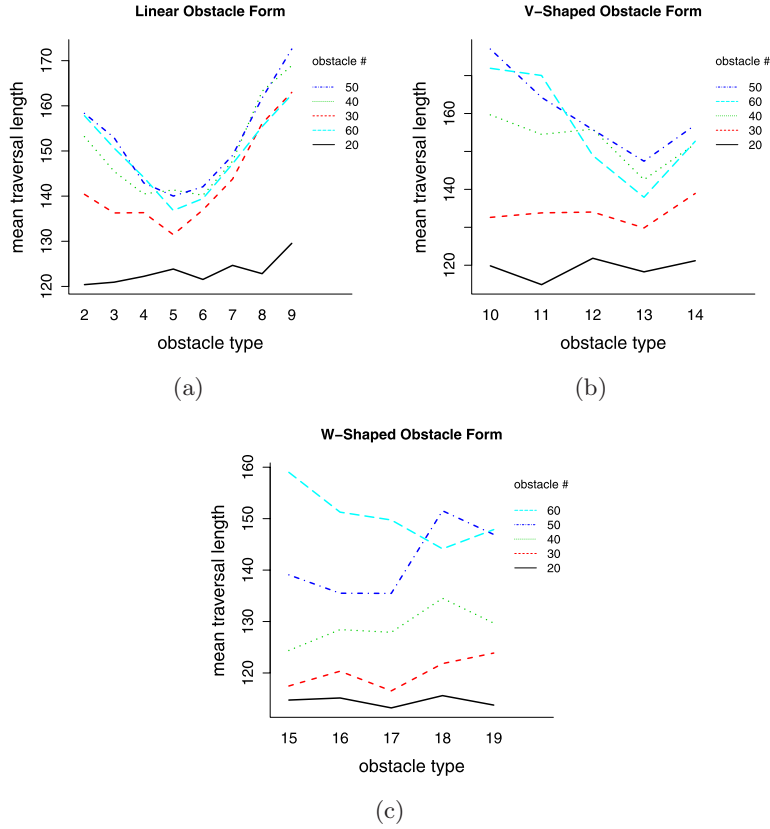 Linear Obstacle Form
mean traversal length
120 130 140 150 160 170
2 3 4 5 6 7 8 9
obstacle type
obstacle #
50
40
30
60
20
(a)
V−Shaped Obstacle Form
mean traversal length
120 140 160
10 11 12 13 14
obstacle type
obstacle #
50
60
40
30
20
(b)
W−Shaped Obstacle Form
mean traversal length
120 130 140 150 160
15 16 17 18 19
obstacle type
obstacle #
60
50
40
30
20
(c)